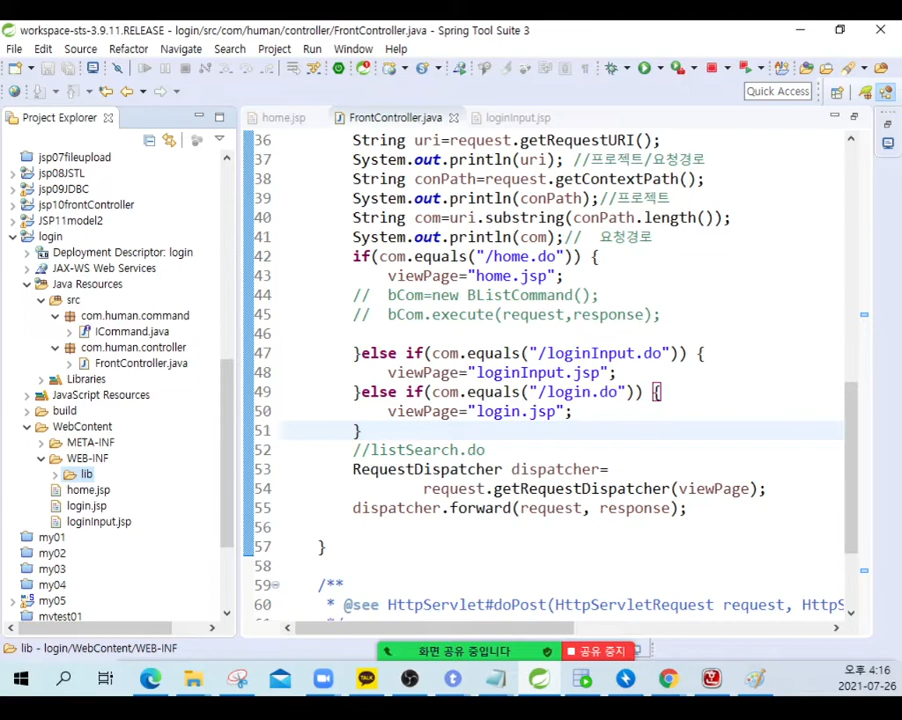 workspace-sts-3.9.11.RELEASE - login/src/com/human/controller/FrontController.java - Spring Tool Suite 3
File Edit Source Refactor Navigate Search Project Run Window Help
Quick Access
Project Explorer
home.jsp FrontController.java loginInput.jsp
jsp07fileupload
jsp08JSTL
jsp09JDBC
jsp10frontController
JSP11model2
login
Deployment Descriptor: login
JAX-WS Web Services
Java Resources
src
com.human.command
ICommand.java
com.human.controller
FrontController.java
Libraries
JavaScript Resources
build
WebContent
META-INF
WEB-INF
lib
home.jsp
login.jsp
loginInput.jsp
my01
my02
my03
my04
my05
mvtest01
36 String uri=request.getRequestURI();
37 System.out.println(uri); //프로젝트/요청경로
38 String conPath=request.getContextPath();
39 System.out.println(conPath);//프로젝트
40 String com=uri.substring(conPath.length());
41 System.out.println(com);// 요청경로
42 if(com.equals("/home.do")) {
43 viewPage="home.jsp";
44 // bCom=new BListCommand();
45 // bCom.execute(request,response);
46
47 }else if(com.equals("/loginInput.do")) {
48 viewPage="loginInput.jsp";
49 }else if(com.equals("/login.do")) {
50 viewPage="login.jsp";
51 }
52 //listSearch.do
53 RequestDispatcher dispatcher=
54 request.getRequestDispatcher(viewPage);
55 dispatcher.forward(request, response);
56
57 }
58
59 /**
60 * @see HttpServlet#doPost(HttpServletRequest request, HttpS
lib - login/WebContent/WEB-INF
화면 공유 중입니다 공유 중지
오후 4:16
2021-07-26